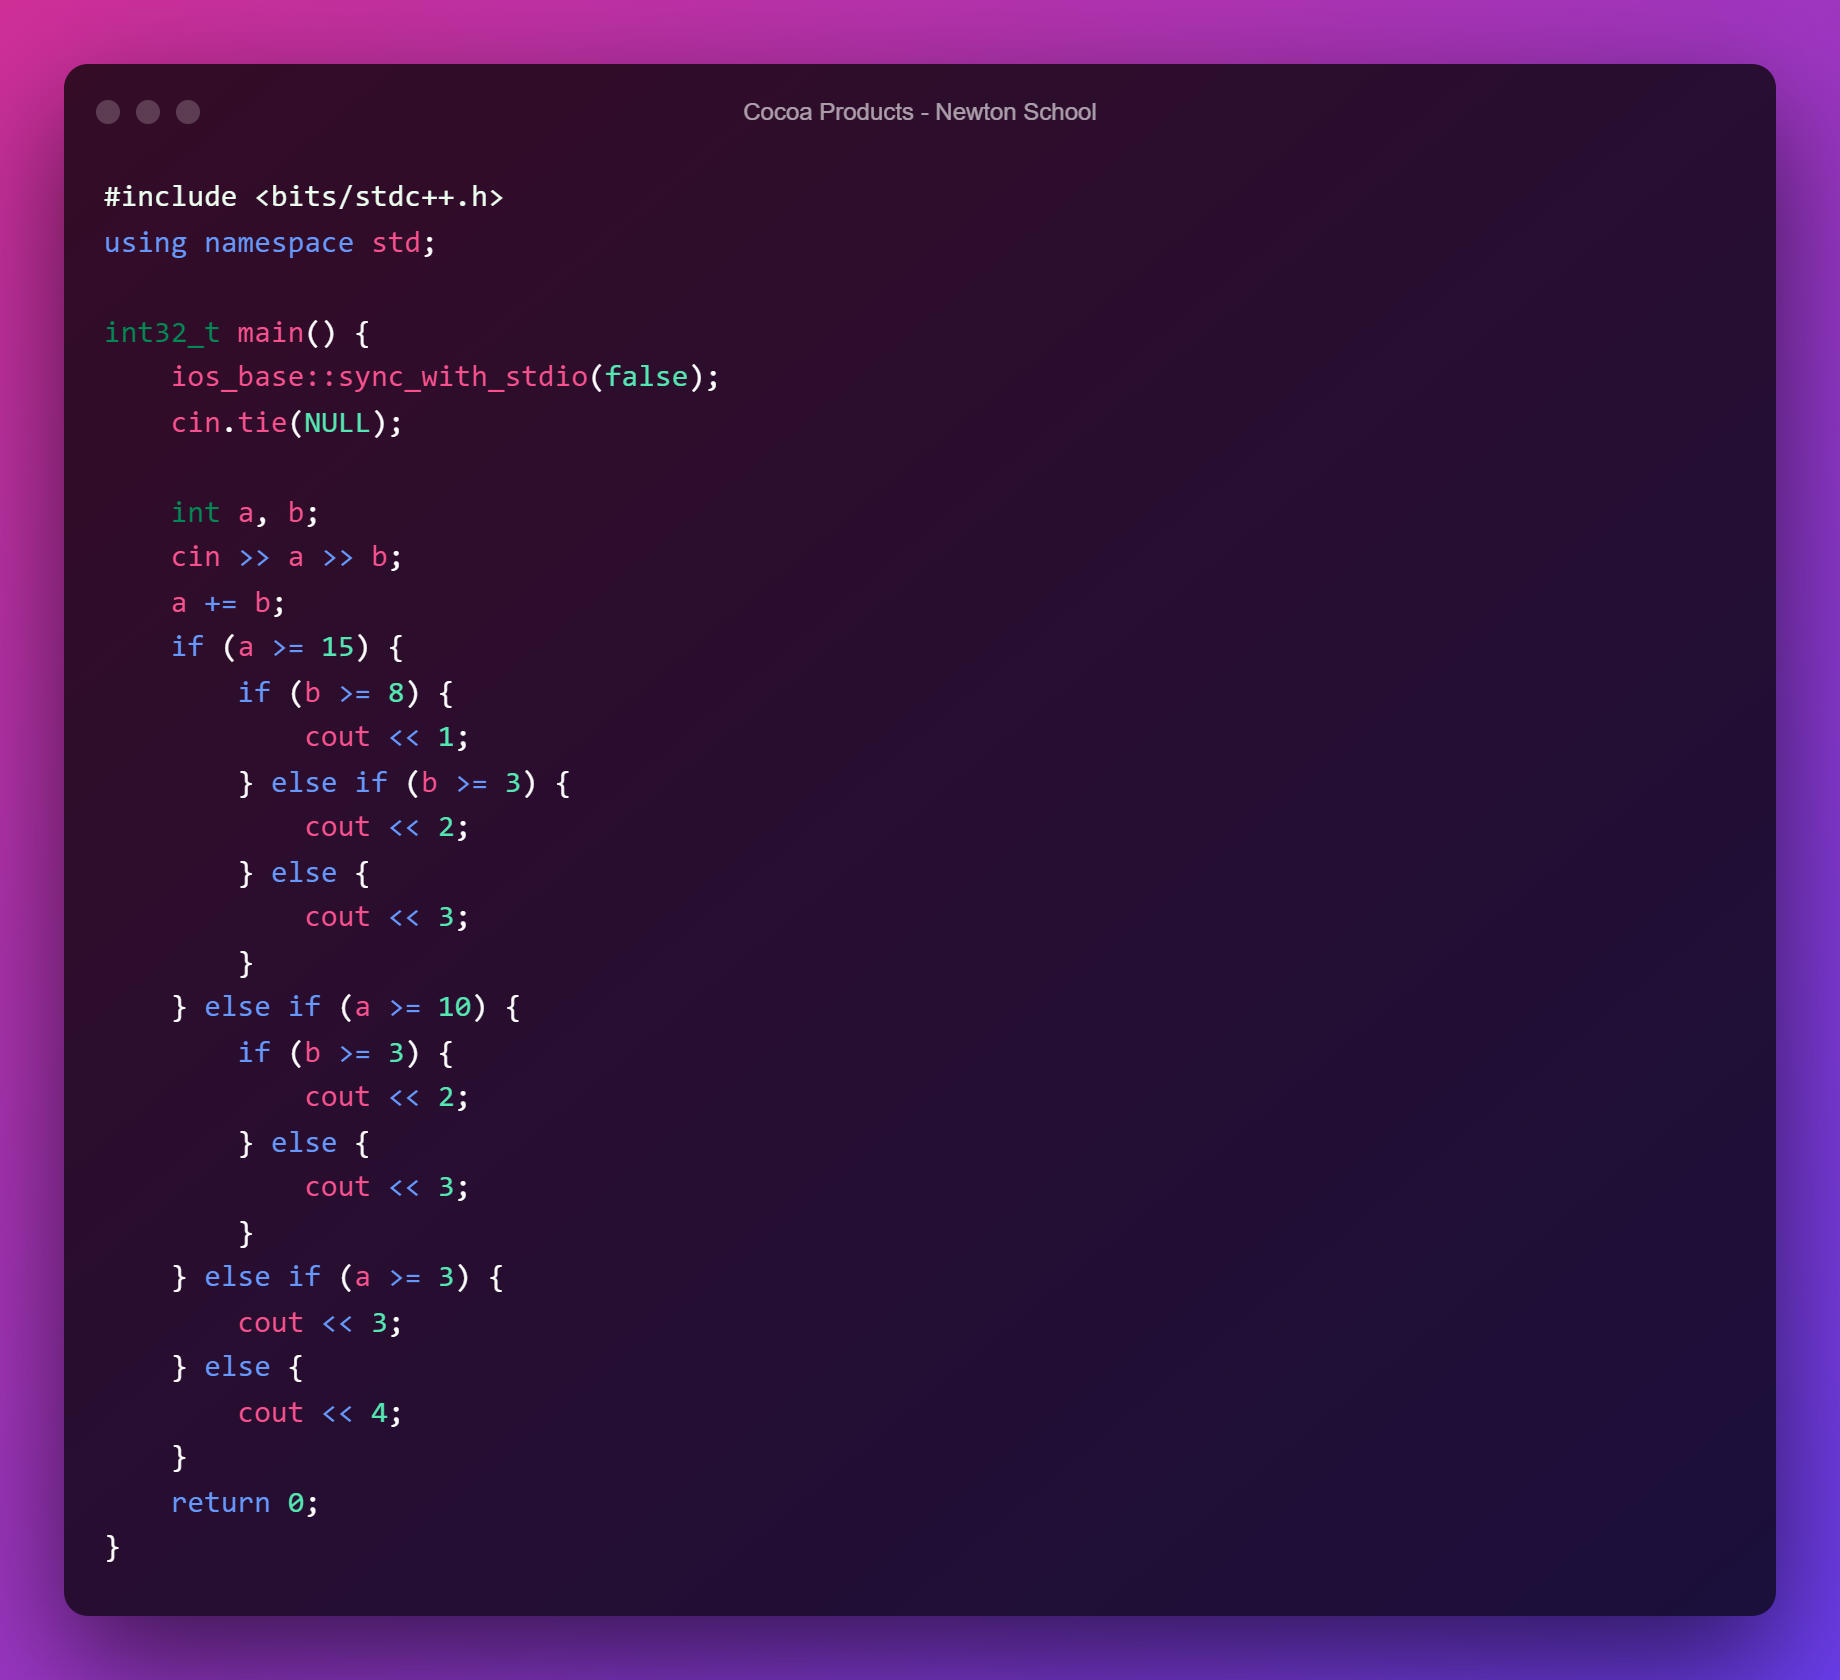 Cocoa Products - Newton School
#include <bits/stdc++.h>
using namespace std;

int32_t main() {
    ios_base::sync_with_stdio(false);
    cin.tie(NULL);

    int a, b;
    cin >> a >> b;
    a += b;
    if (a >= 15) {
        if (b >= 8) {
            cout << 1;
        } else if (b >= 3) {
            cout << 2;
        } else {
            cout << 3;
        }
    } else if (a >= 10) {
        if (b >= 3) {
            cout << 2;
        } else {
            cout << 3;
        }
    } else if (a >= 3) {
        cout << 3;
    } else {
        cout << 4;
    }
    return 0;
}